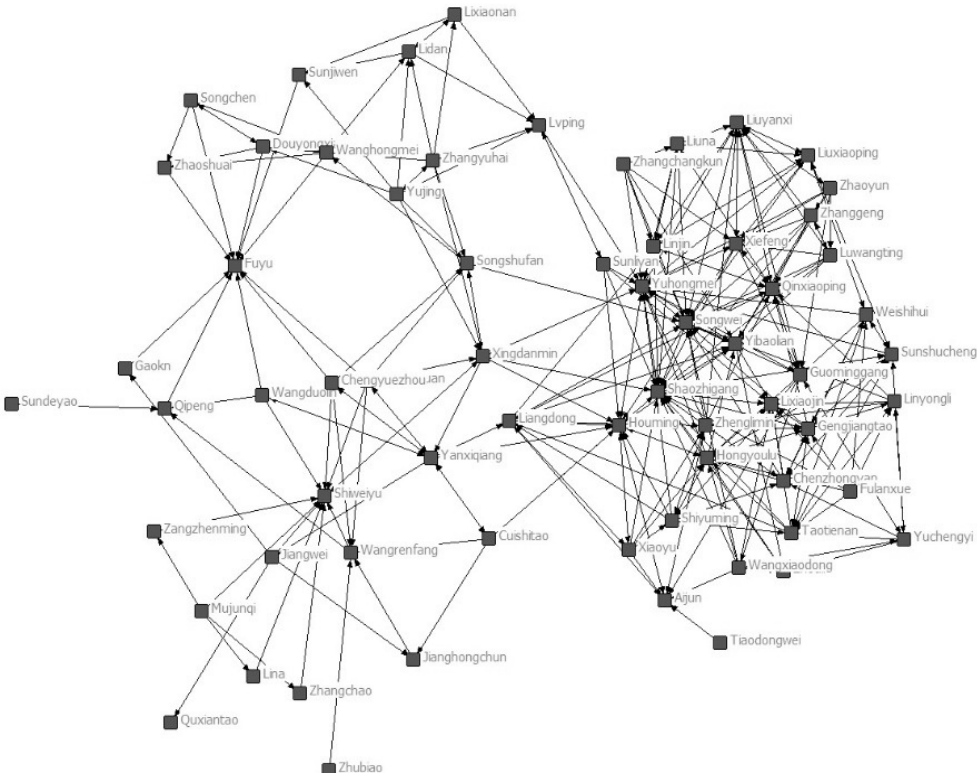 Lixiaonan
Lidan
Sunjiwen
Songchen
Lvping
Liuyanxi
Douyongxi
Wanghongmei
Liuna
Liuxiaoping
Zhaoshuai
Zhangyuhai
Zhangchangkun
Yujing
Zhaoyun
Zhanggeng
Linjin
Xiefeng
Luwangting
Fuyu
Songshufan
Sunliyan
Yuhongmei
Qinxiaoping
Songwei
Weishihui
Yibaolian
Sunshucheng
Xingdanmin
Gaokn
Guominggang
Chengyuezhou
Wangduolin
Shaozhigang
Sundeyao
Qipeng
Lixiaojin
Linyongli
Liangdong
Houming
Zhenglimin
Gengjiangtao
Yanxiqiang
Hongyoulu
Shiweiyu
Chenzhongyan
Fulanxue
Zangzhenming
Shiyuming
Taotienan
Jiangwei
Wangrenfang
Cuishitao
Xiaoyu
Yuchengyi
Wangxiaodong
Mujunqi
Arjun
Tiaodongwei
Jianghongchun
Lina
Zhangchao
Quxiantao
Zhubiao